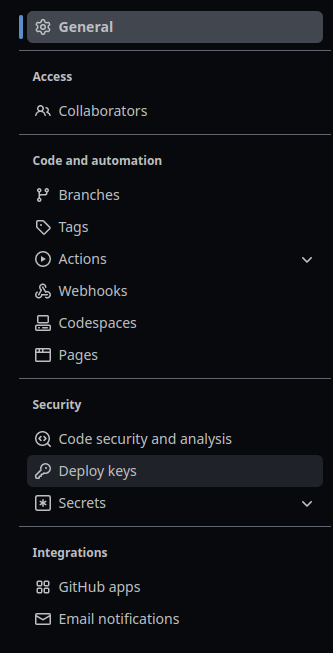 General
Access
Collaborators
Code and automation
Branches
Tags
Actions
Webhooks
Codespaces
Pages
Security
Code security and analysis
Deploy keys
Secrets
Integrations
GitHub apps
Email notifications